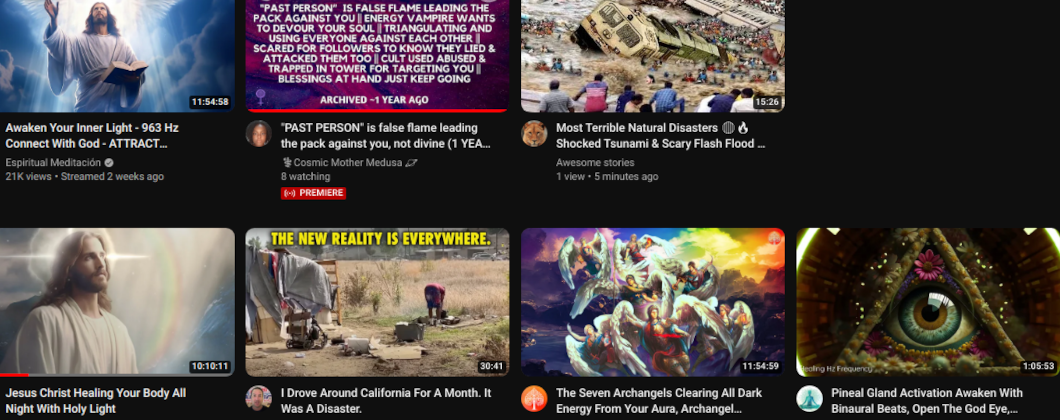 "PAST PERSON" IS FALSE FLAME LEADING THE
PACK AGAINST YOU || ENERGY VAMPIRE WANTS
TO DEVOUR YOUR SOUL || TRIANGULATING AND
USING EVERYONE AGAINST EACH OTHER ||
SCARED FOR FOLLOWERS TO KNOW THEY LIED &
ATTACKED THEM TOO || CULT USED ABUSED &
TRAPPED IN TOWER FOR TARGETING YOU ||
BLESSINGS AT HAND JUST KEEP GOING
ARCHIVED ~1 YEAR AGO
11:54:58
15:26
Awaken Your Inner Light - 963 Hz
Connect With God - ATTRACT...
Espiritual Meditación
21K views • Streamed 2 weeks ago
"PAST PERSON" is false flame leading
the pack against you, not divine (1 YEA...
Cosmic Mother Medusa
8 watching
PREMIERE
Most Terrible Natural Disasters
Shocked Tsunami & Scary Flash Flood ...
Awesome stories
1 view • 5 minutes ago
THE NEW REALITY IS EVERYWHERE.
Healing Hz Frequency
10:10:11
30:41
11:54:59
1:05:53
Jesus Christ Healing Your Body All
Night With Holy Light
I Drove Around California For A Month. It
Was A Disaster.
The Seven Archangels Clearing All Dark
Energy From Your Aura, Archangel...
Pineal Gland Activation Awaken With
Binaural Beats, Open The God Eye,...